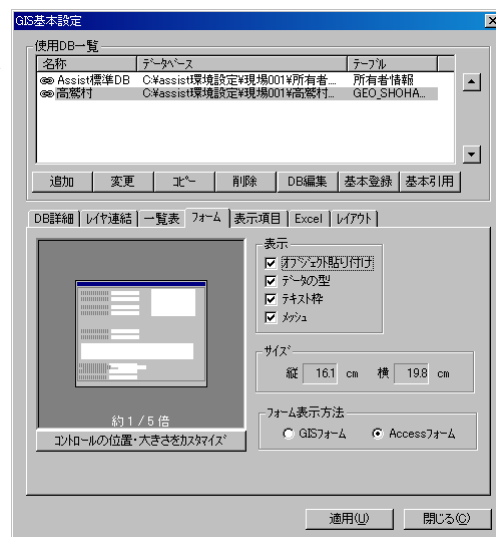 GIS基本設定
使用DB一覧
名称 ﾃﾞｰﾀﾍﾞｰｽ ﾃｰﾌﾞﾙ
Assist標準DB C:¥assist環境設定¥現場001¥所有者... 所有者情報
高鷲村 C:¥assist環境設定¥現場001¥高鷲村... GEO_SHOHA...
追加 変更 ｺﾋﾟｰ 削除 DB編集 基本登録 基本引用
DB詳細 ﾚｲﾔ連結 一覧表 ﾌｫｰﾑ 表示項目 Excel ﾚｲｱｳﾄ
表示
ｵﾌﾞｼﾞｪｸﾄ貼り付け
ﾃﾞｰﾀの型
ﾃｷｽﾄ枠
ﾒｯｼｭ
ｻｲｽﾞ
縦 16.1 cm 横 19.8 cm
約1/5倍
ｺﾝﾄﾛｰﾙの位置・大きさをｶｽﾀﾏｲｽﾞ
ﾌｫｰﾑ表示方法
GISﾌｫｰﾑ Accessﾌｫｰﾑ
適用(U) 閉じる(C)